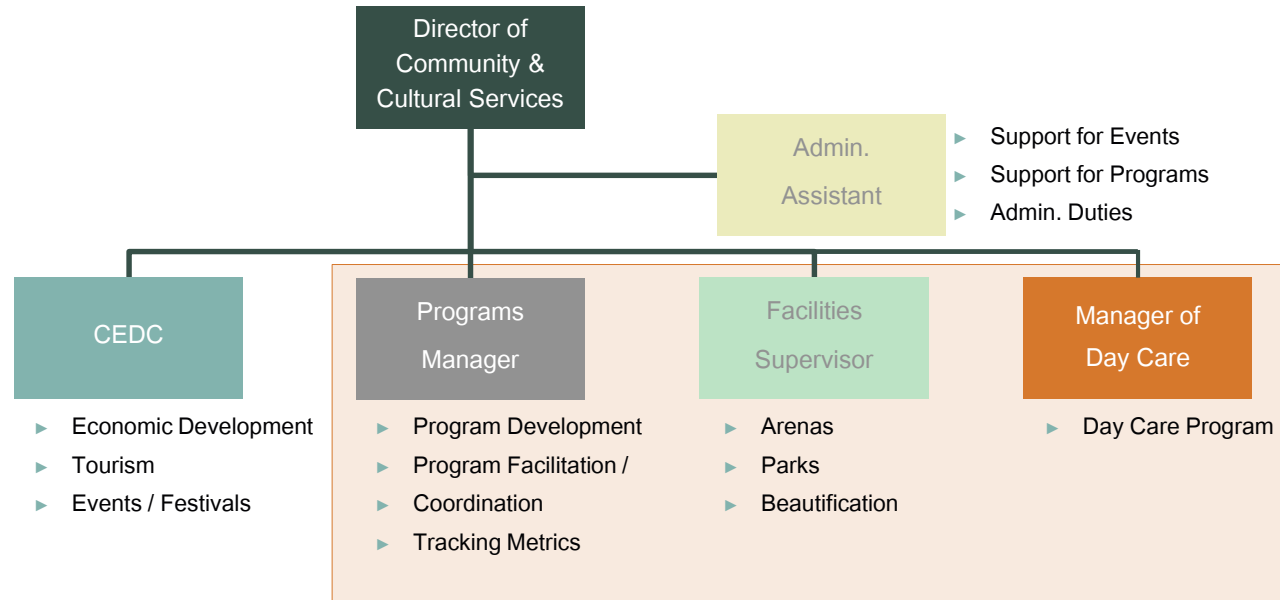 Director of
Community &
Cultural Services
Admin.
Assistant
► Support for Events
► Support for Programs
► Admin. Duties
CEDC
► Economic Development
► Tourism
► Events / Festivals
Programs
Manager
► Program Development
► Program Facilitation /
► Coordination
► Tracking Metrics
Facilities
Supervisor
► Arenas
► Parks
► Beautification
Manager of
Day Care
► Day Care Program